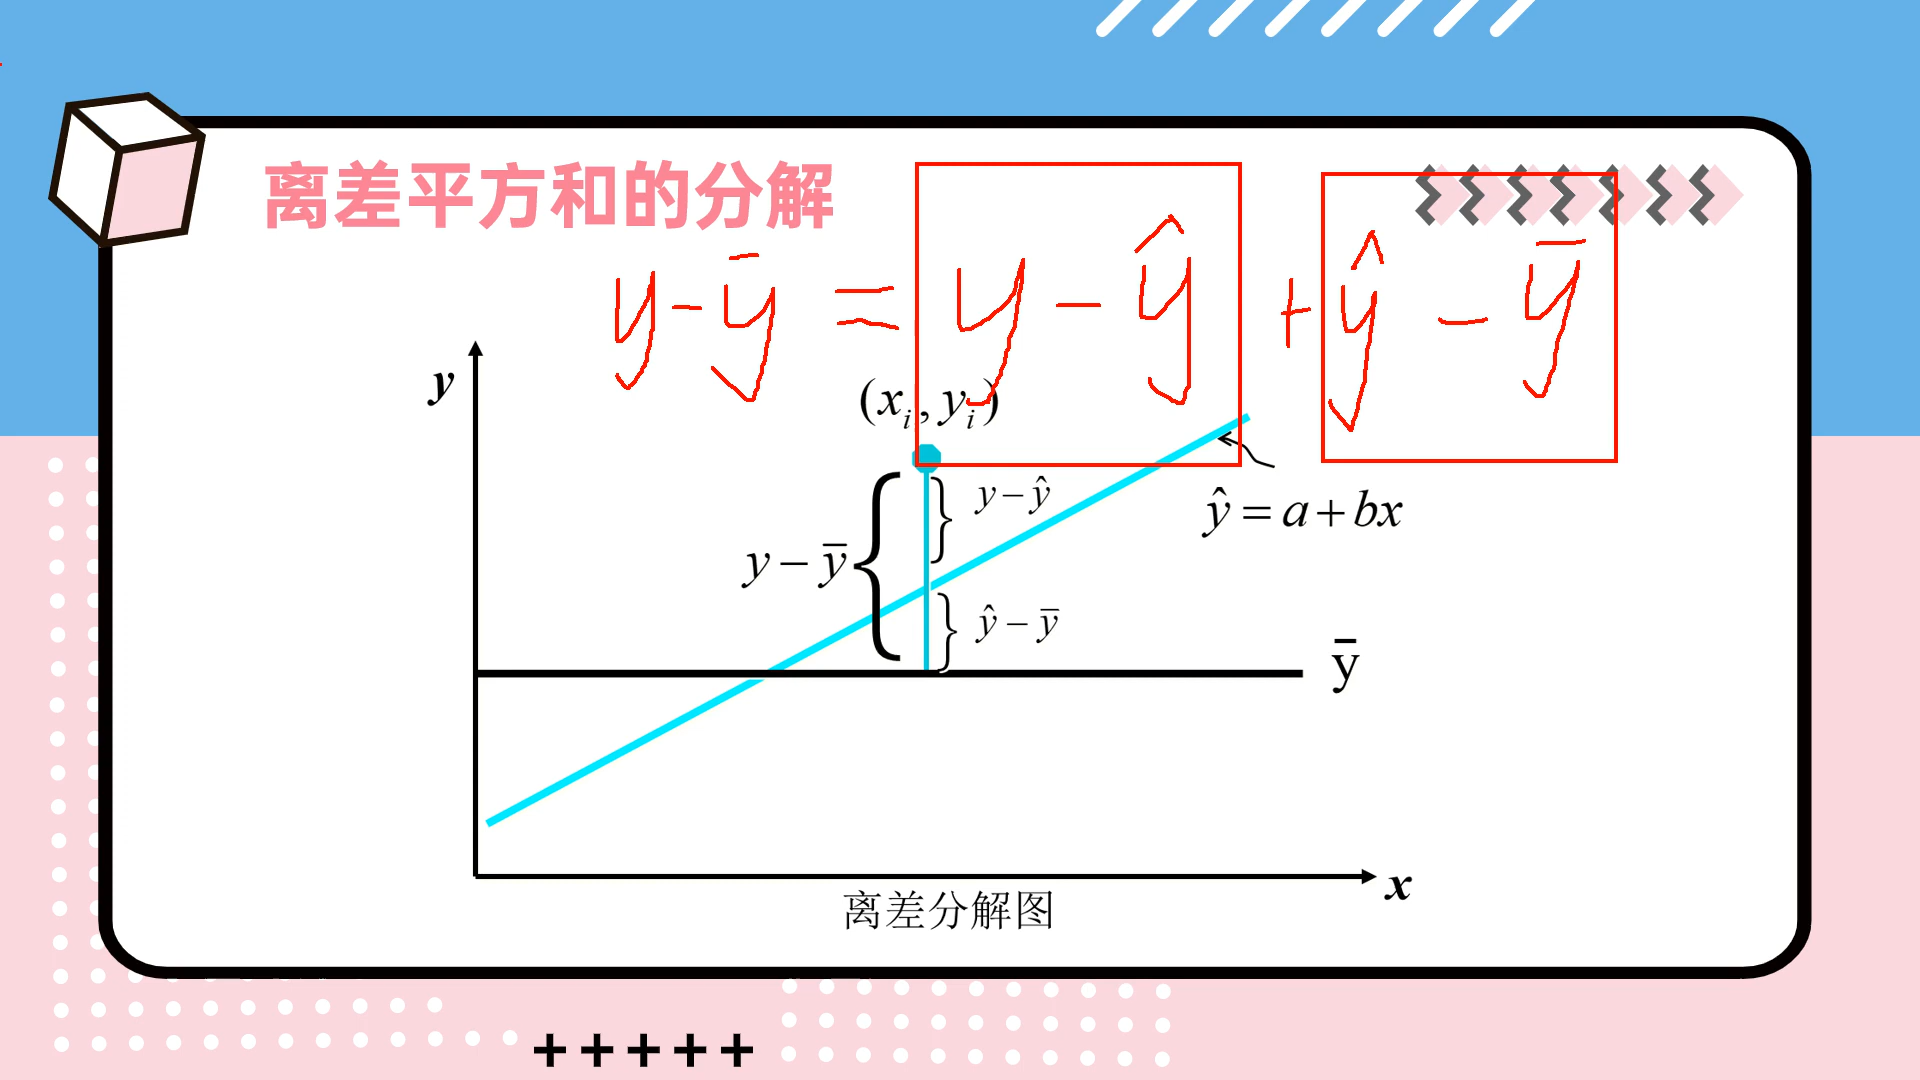 离差平方和的分解
y - ȳ = y - ŷ + ŷ - ȳ
y
(xᵢ, yᵢ)
y − ŷ
ŷ = a + bx
y − ȳ
ŷ − ȳ
ȳ
x
离差分解图